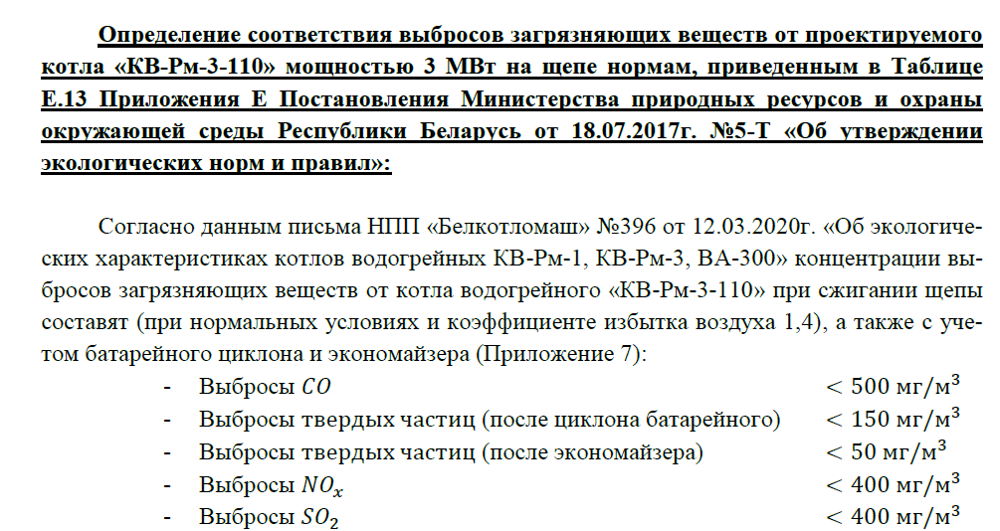 Определение соответствия выбросов загрязняющих веществ от проектируемого
котла «КВ-Рм-3-110» мощностью 3 МВт на щепе нормам, приведенным в Таблице
Е.13 Приложения Е Постановления Министерства природных ресурсов и охраны
окружающей среды Республики Беларусь от 18.07.2017г. №5-Т «Об утверждении
экологических норм и правил»:
Согласно данным письма НПП «Белкотломаш» №396 от 12.03.2020г. «Об экологиче-
ских характеристиках котлов водогрейных КВ-Рм-1, КВ-Рм-3, ВА-300» концентрации вы-
бросов загрязняющих веществ от котла водогрейного «КВ-Рм-3-110» при сжигании щепы
составят (при нормальных условиях и коэффициенте избытка воздуха 1,4), а также с уче-
том батарейного циклона и экономайзера (Приложение 7):
- Выбросы CO < 500 мг/м³
- Выбросы твердых частиц (после циклона батарейного) < 150 мг/м³
- Выбросы твердых частиц (после экономайзера) < 50 мг/м³
- Выбросы NOₓ < 400 мг/м³
- Выбросы SO₂ < 400 мг/м³